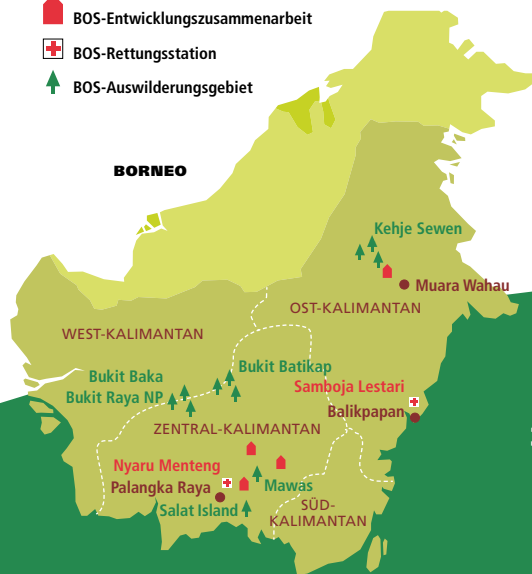 BOS-Entwicklungszusammenarbeit
BOS-Rettungsstation
BOS-Auswilderungsgebiet
BORNEO
Kehje Sewen
Muara Wahau
OST-KALIMANTAN
WEST-KALIMANTAN
Bukit Batikap
Bukit Baka
Bukit Raya NP
Samboja Lestari
Balikpapan
ZENTRAL-KALIMANTAN
Nyaru Menteng
Palangka Raya
Mawas
Salat Island
SÜD-
KALIMANTAN